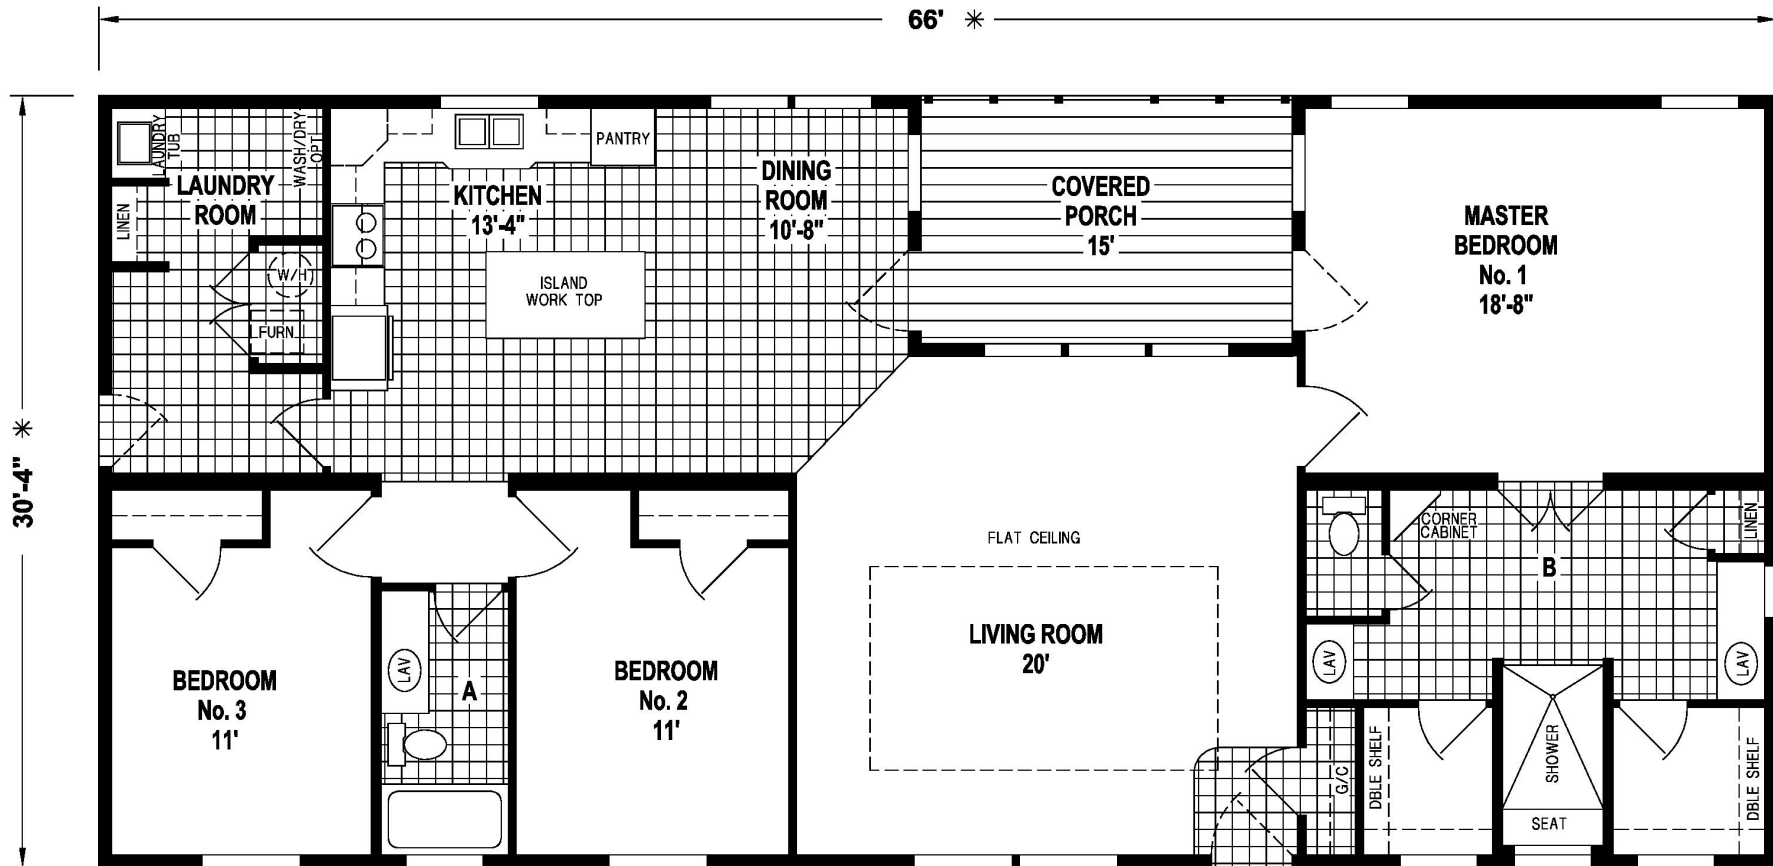 66' ✳
30'-4" ✳
LAUNDRY
TUB
WASH/DRY
OPT
LAUNDRY
ROOM
LINEN
W/H
FURN
PANTRY
KITCHEN
13'-4"
ISLAND
WORK TOP
DINING
ROOM
10'-8"
COVERED
PORCH
15'
MASTER
BEDROOM
No. 1
18'-8"
BEDROOM
No. 3
11'
LAV
A
BEDROOM
No. 2
11'
FLAT CEILING
LIVING ROOM
20'
G/C
CORNER
CABINET
LINEN
B
LAV
LAV
DBLE SHELF
SHOWER
SEAT
DBLE SHELF